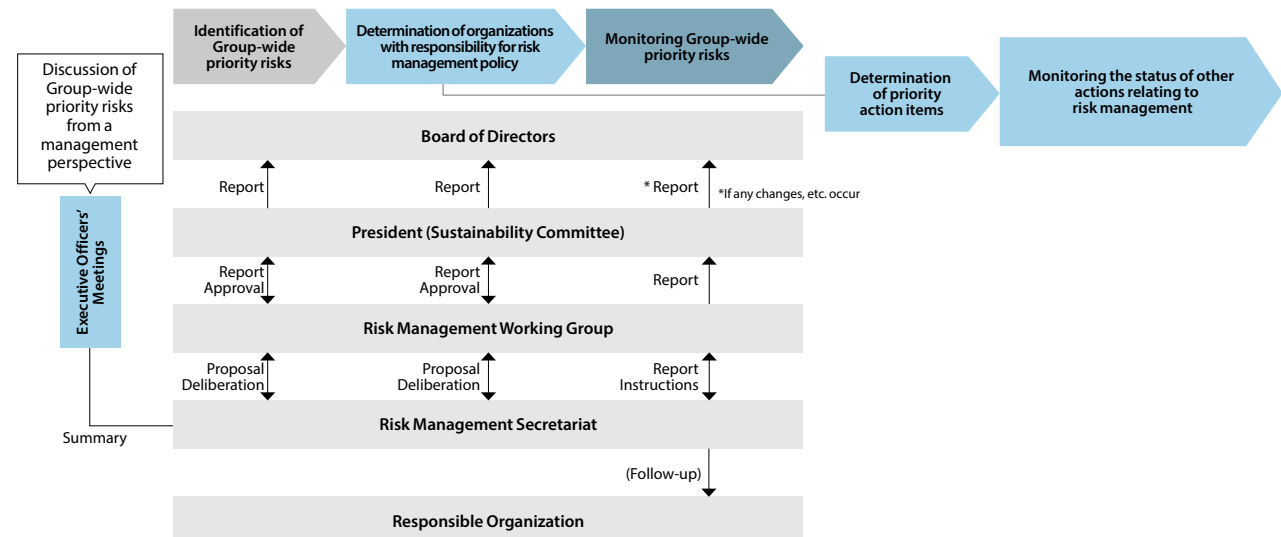 Identification of
Group-wide
priority risks
Determination of organizations
with responsibility for risk
management policy
Monitoring Group-wide
priority risks
Determination
of priority
action items
Monitoring the status of other
actions relating to
risk management
Discussion of
Group-wide
priority risks
from a
management
perspective
Executive Officers’
Meetings
Summary
Board of Directors
Report
Report
* Report
*If any changes, etc. occur
President (Sustainability Committee)
Report
Approval
Report
Approval
Report
Risk Management Working Group
Proposal
Deliberation
Proposal
Deliberation
Report
Instructions
Risk Management Secretariat
(Follow-up)
Responsible Organization